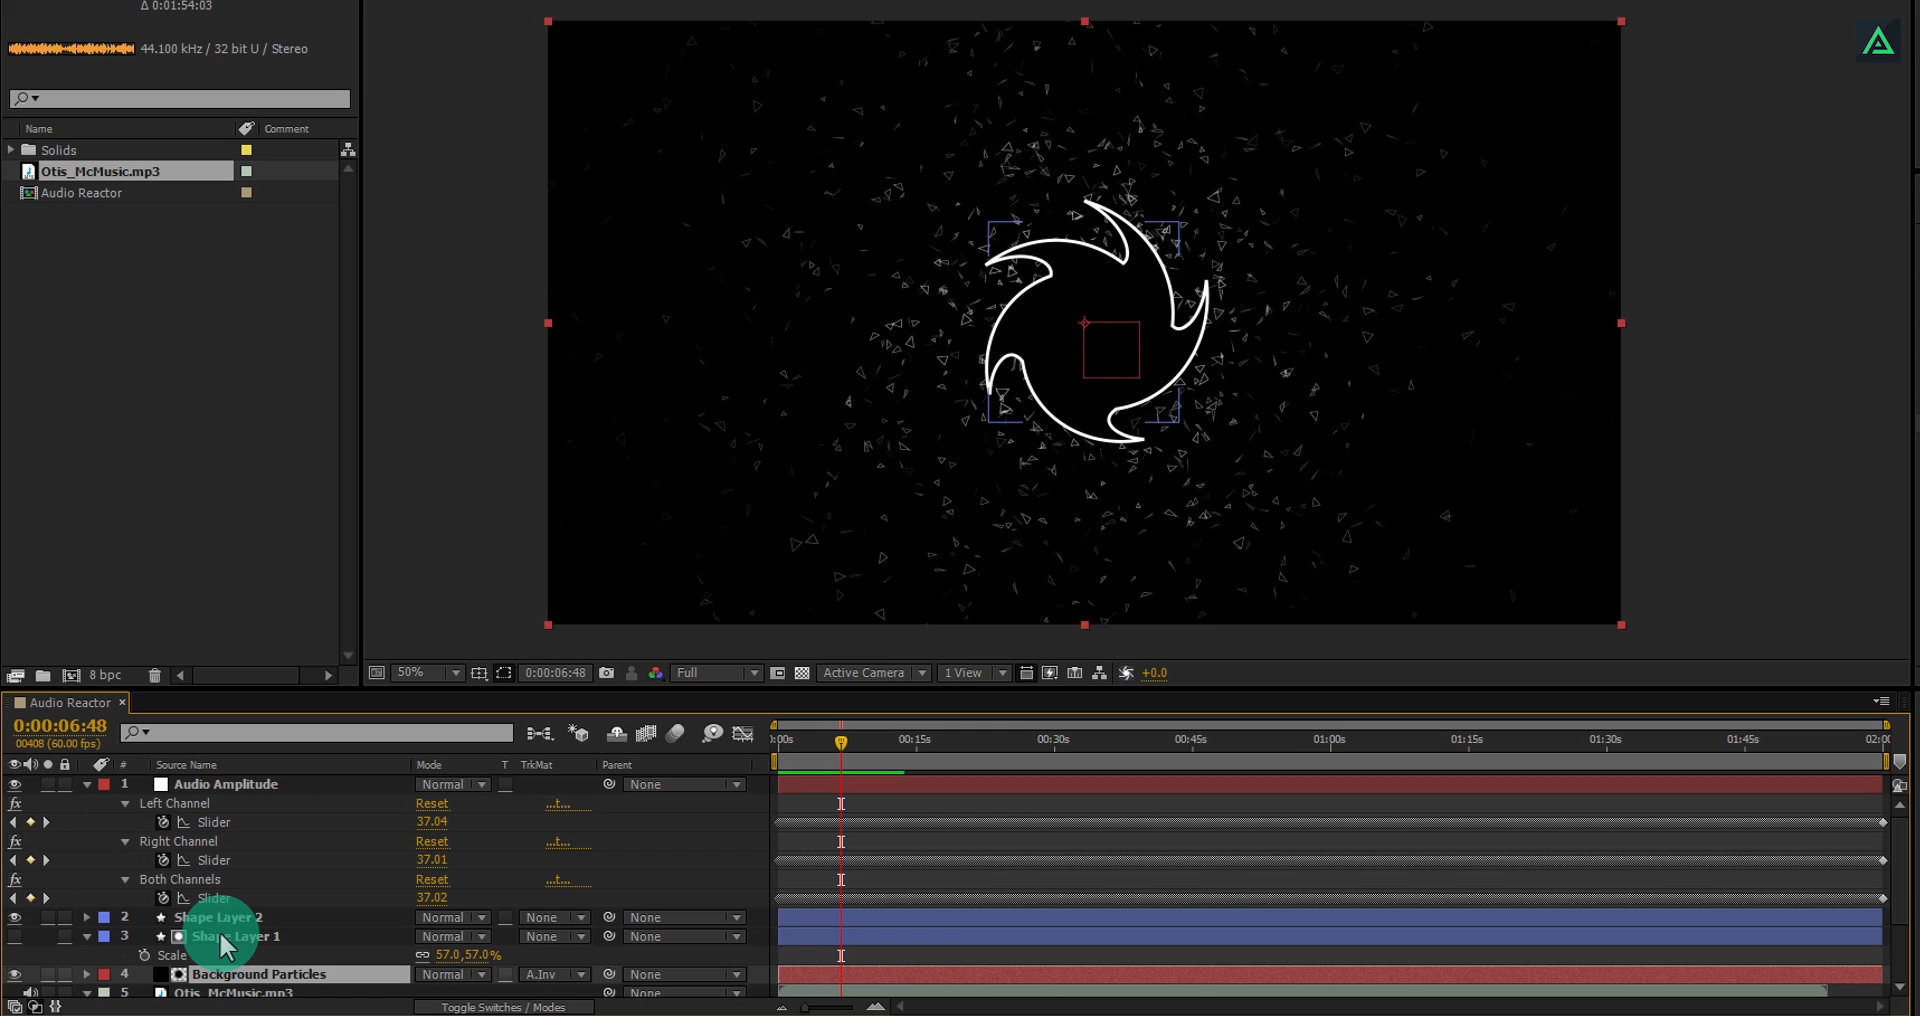 Δ 0:01:54:03
44.100 kHz / 32 bit U / Stereo
Name Comment
Solids
Otis_McMusic.mp3
Audio Reactor
8 bpc
50% 0:00:06:48 Full Active Camera 1 View +0.0
Audio Reactor ×
0:00:06:48
00408 (60.00 fps)
0:00s 00:15s 00:30s 00:45s 01:00s 01:15s 01:30s 01:45s 02:00
# Source Name Mode T TrkMat Parent
1 Audio Amplitude Normal None
fx Left Channel Reset ...t...
Slider 37.04
fx Right Channel Reset ...t...
Slider 37.01
fx Both Channels Reset ...t...
Slider 37.02
2 Shape Layer 2 Normal None None
3 Shape Layer 1 Normal None None
Scale 57.0,57.0%
4 Background Particles Normal A.Inv None
5 Otis_McMusic.mp3 None
Toggle Switches / Modes